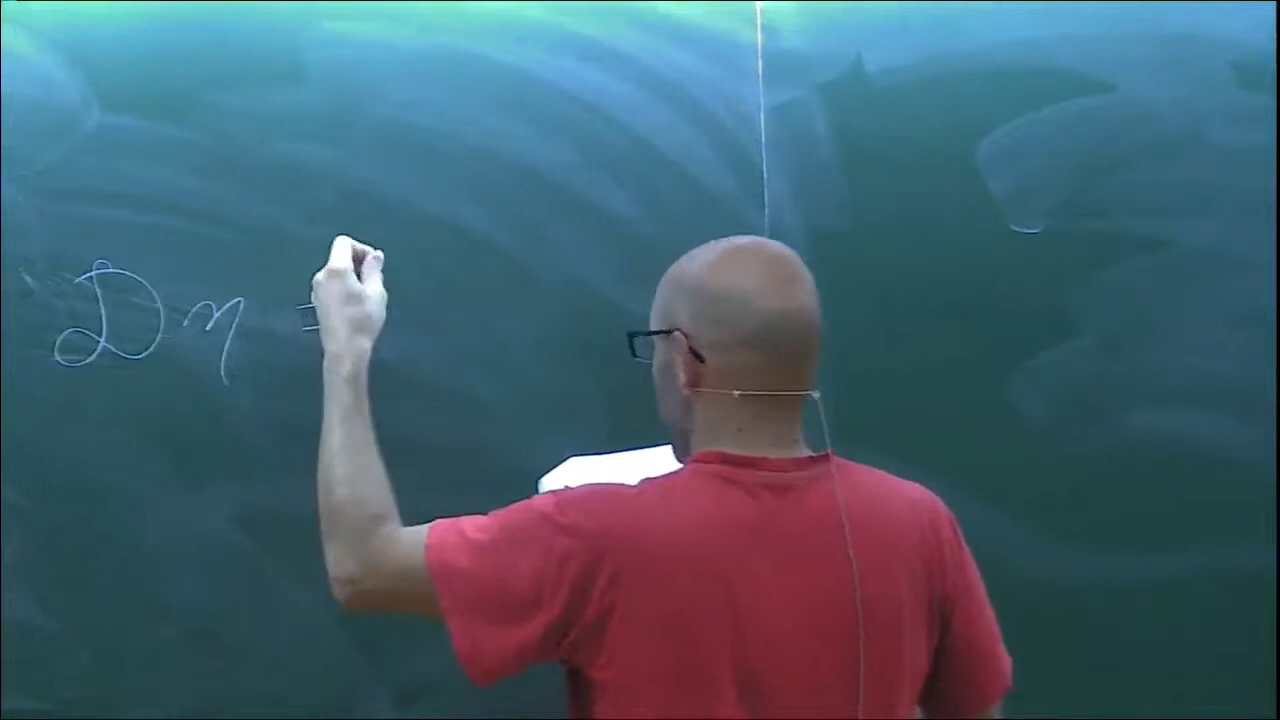 Dη =